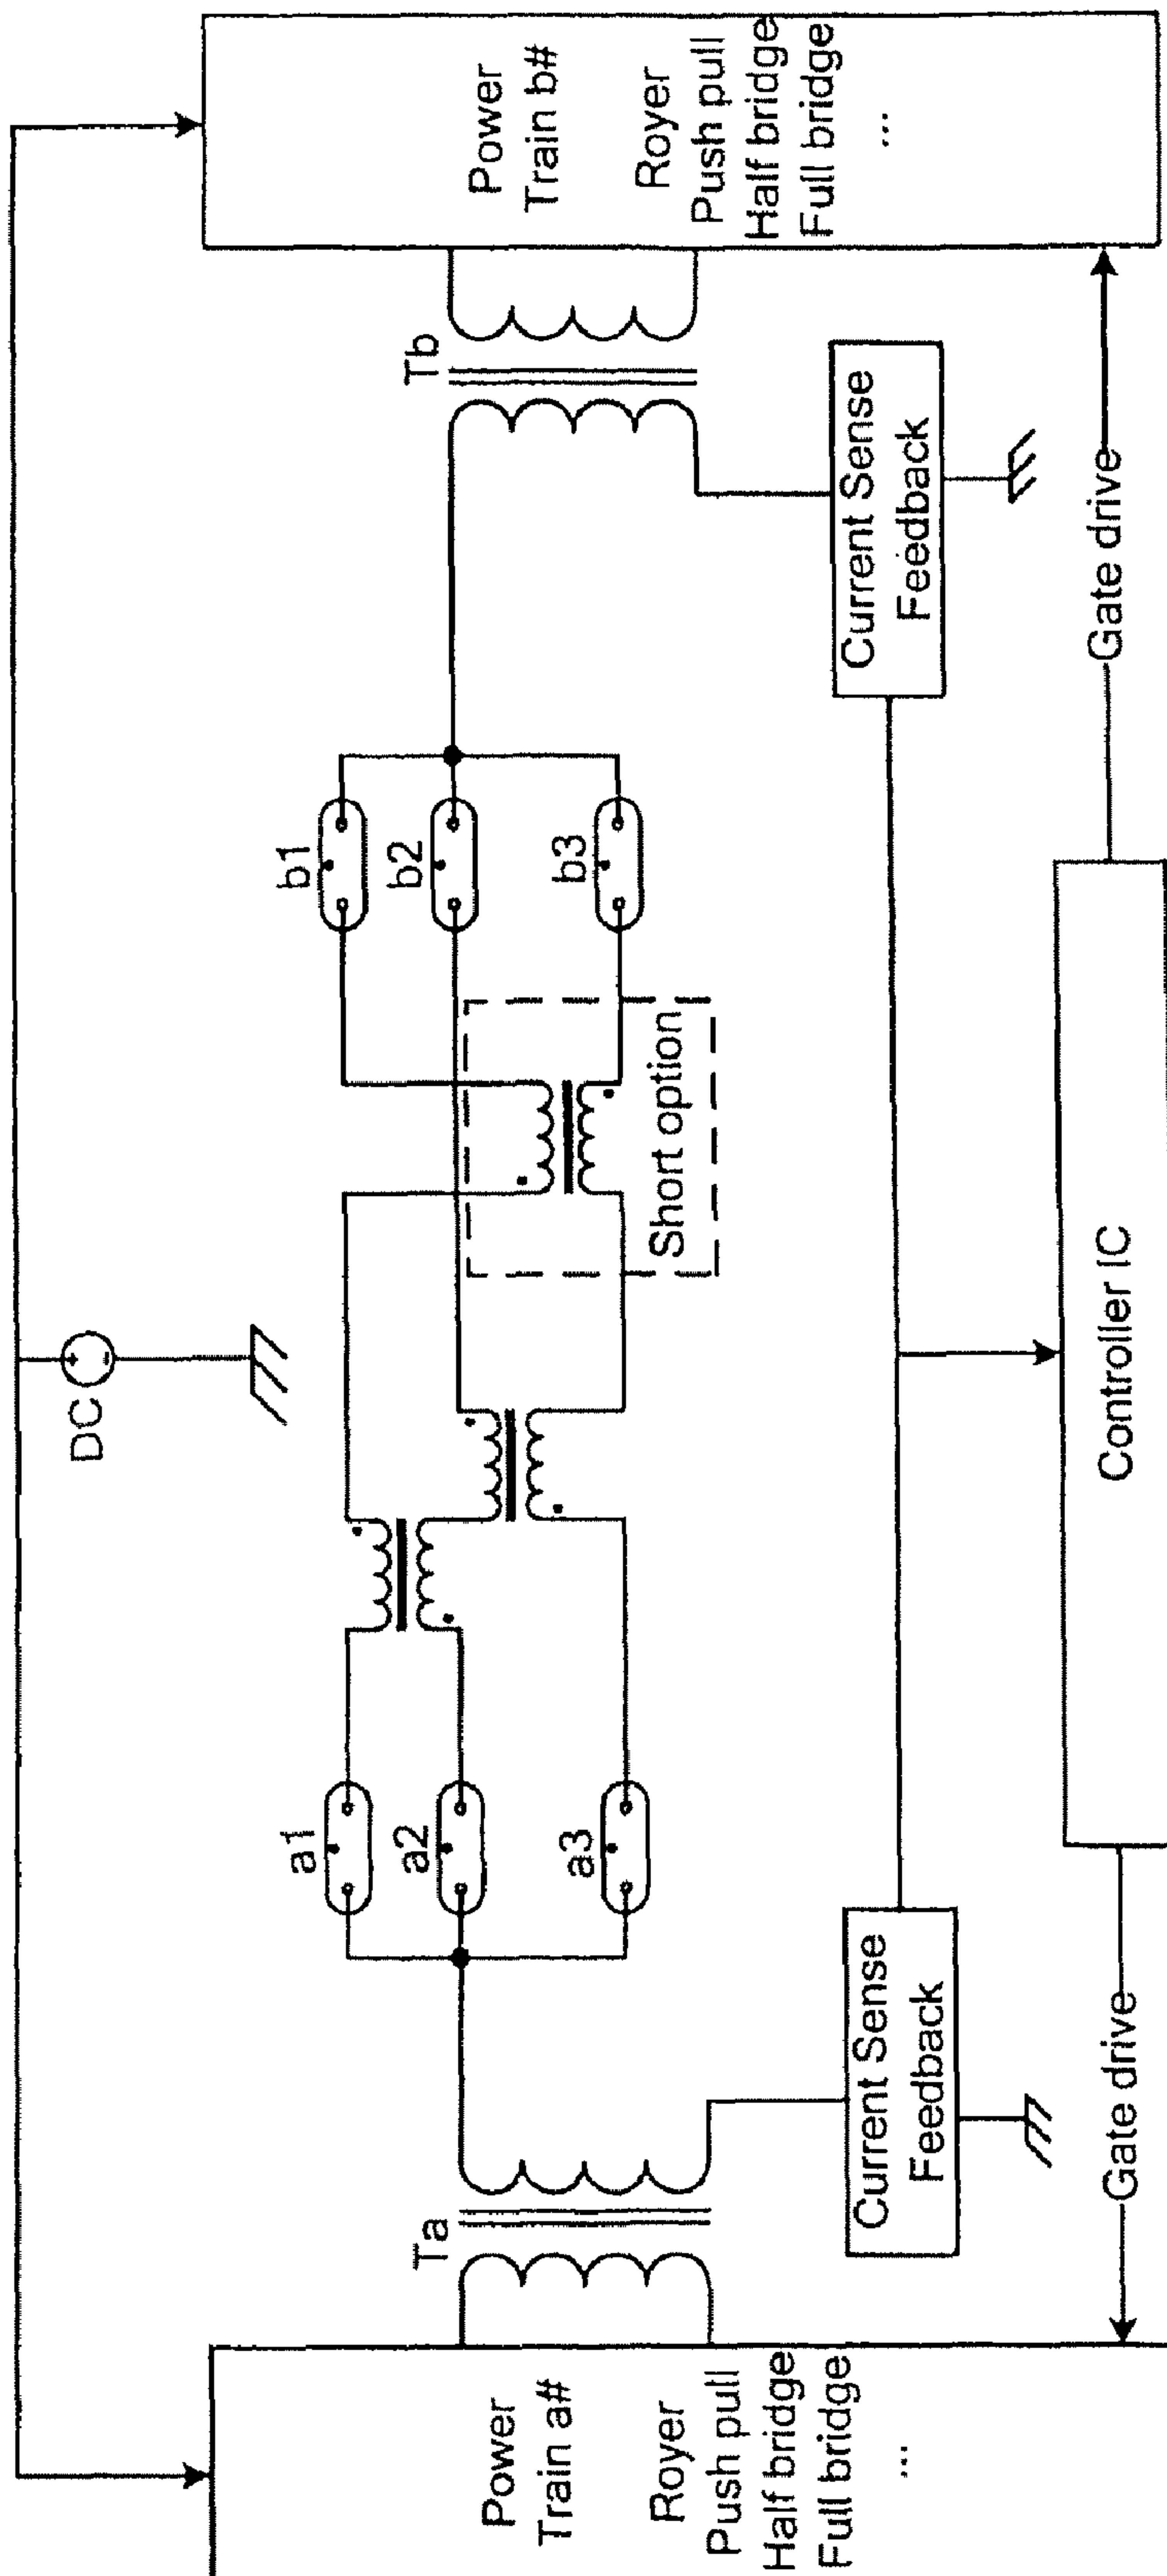 DC
Power
Train a#
Royer
Push pull
Half bridge
Full bridge
...
Ta
a1
a2
a3
b1
b2
b3
Short option
Tb
Power
Train b#
Royer
Push pull
Half bridge
Full bridge
...
Current Sense
Feedback
Current Sense
Feedback
Gate drive
Controller IC
Gate drive